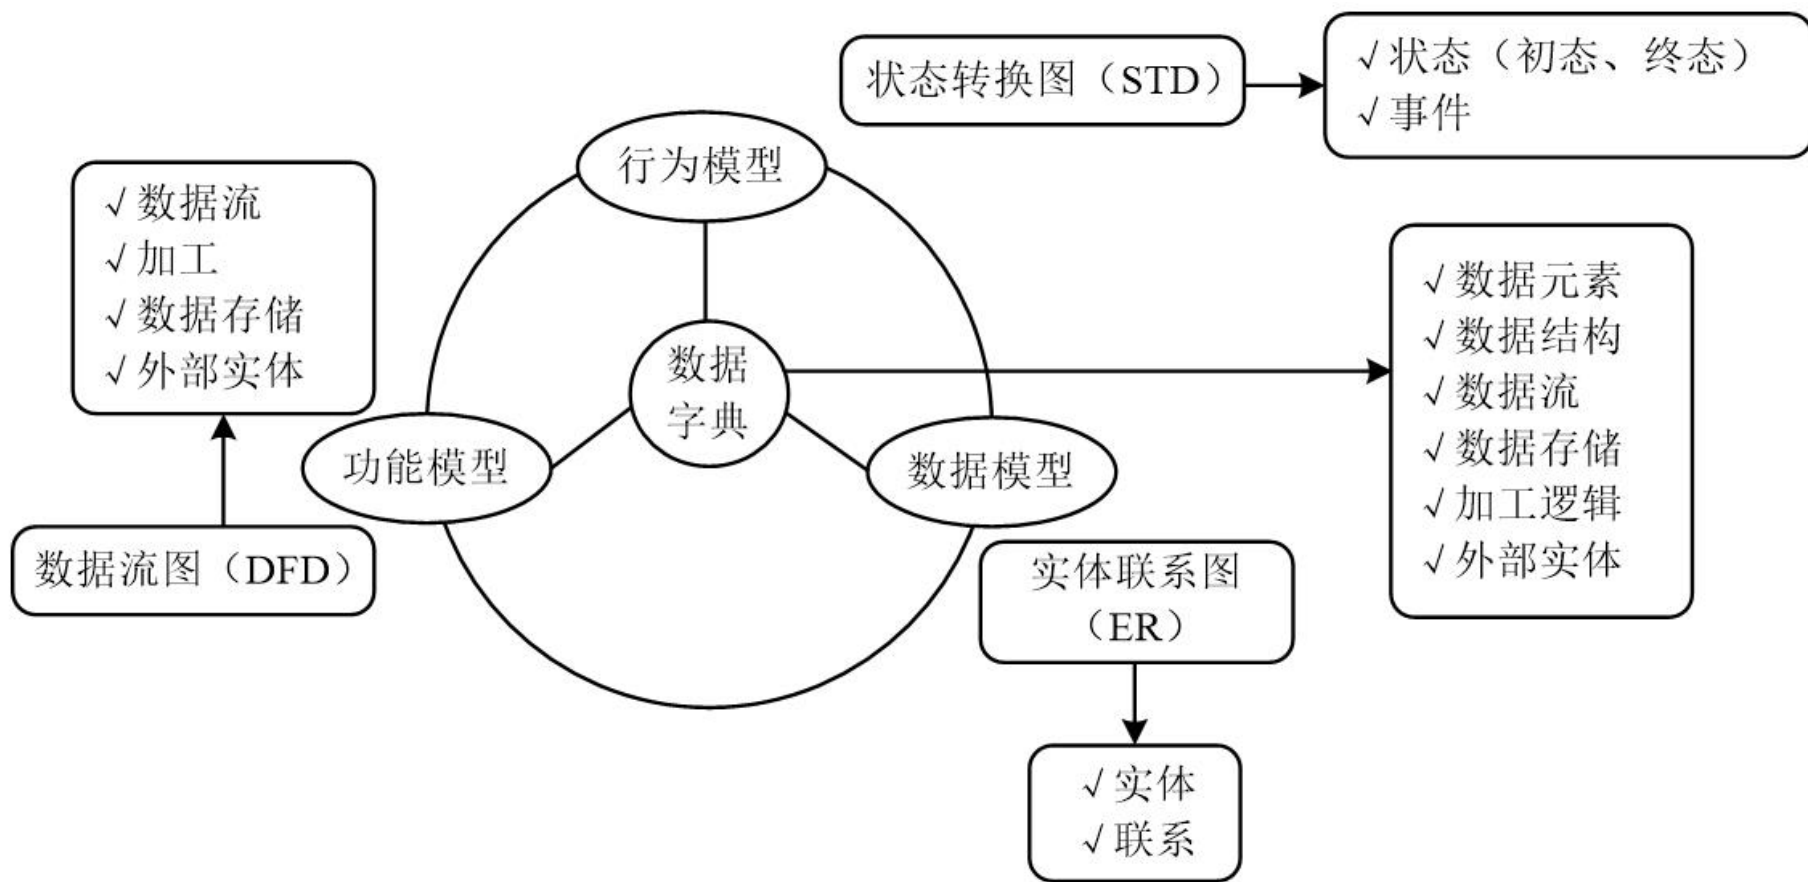 状态转换图（STD）
√状态（初态、终态）
√事件
行为模型
√数据流
√加工
√数据存储
√外部实体
√数据元素
√数据结构
√数据流
√数据存储
√加工逻辑
√外部实体
数据
字典
功能模型
数据模型
数据流图（DFD）
实体联系图
（ER）
√实体
√联系